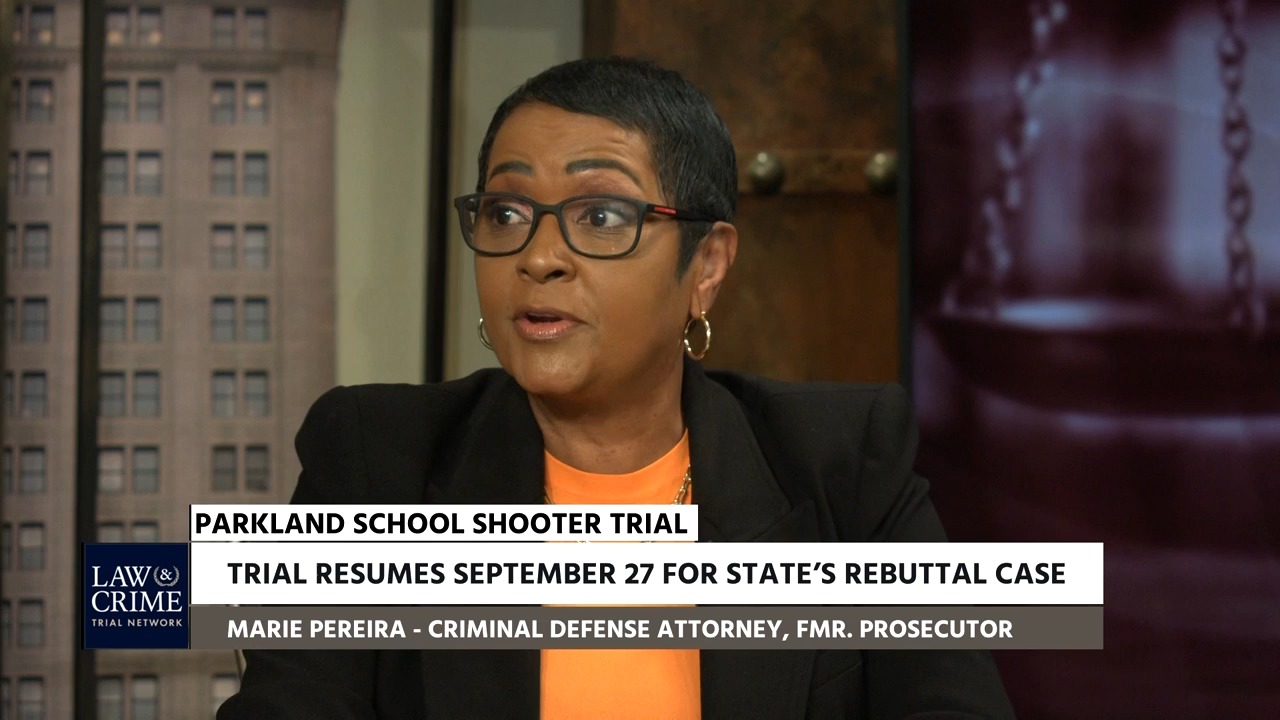 PARKLAND SCHOOL SHOOTER TRIAL
TRIAL RESUMES SEPTEMBER 27 FOR STATE’S REBUTTAL CASE
LAW & CRIME
TRIAL NETWORK
MARIE PEREIRA - CRIMINAL DEFENSE ATTORNEY, FMR. PROSECUTOR